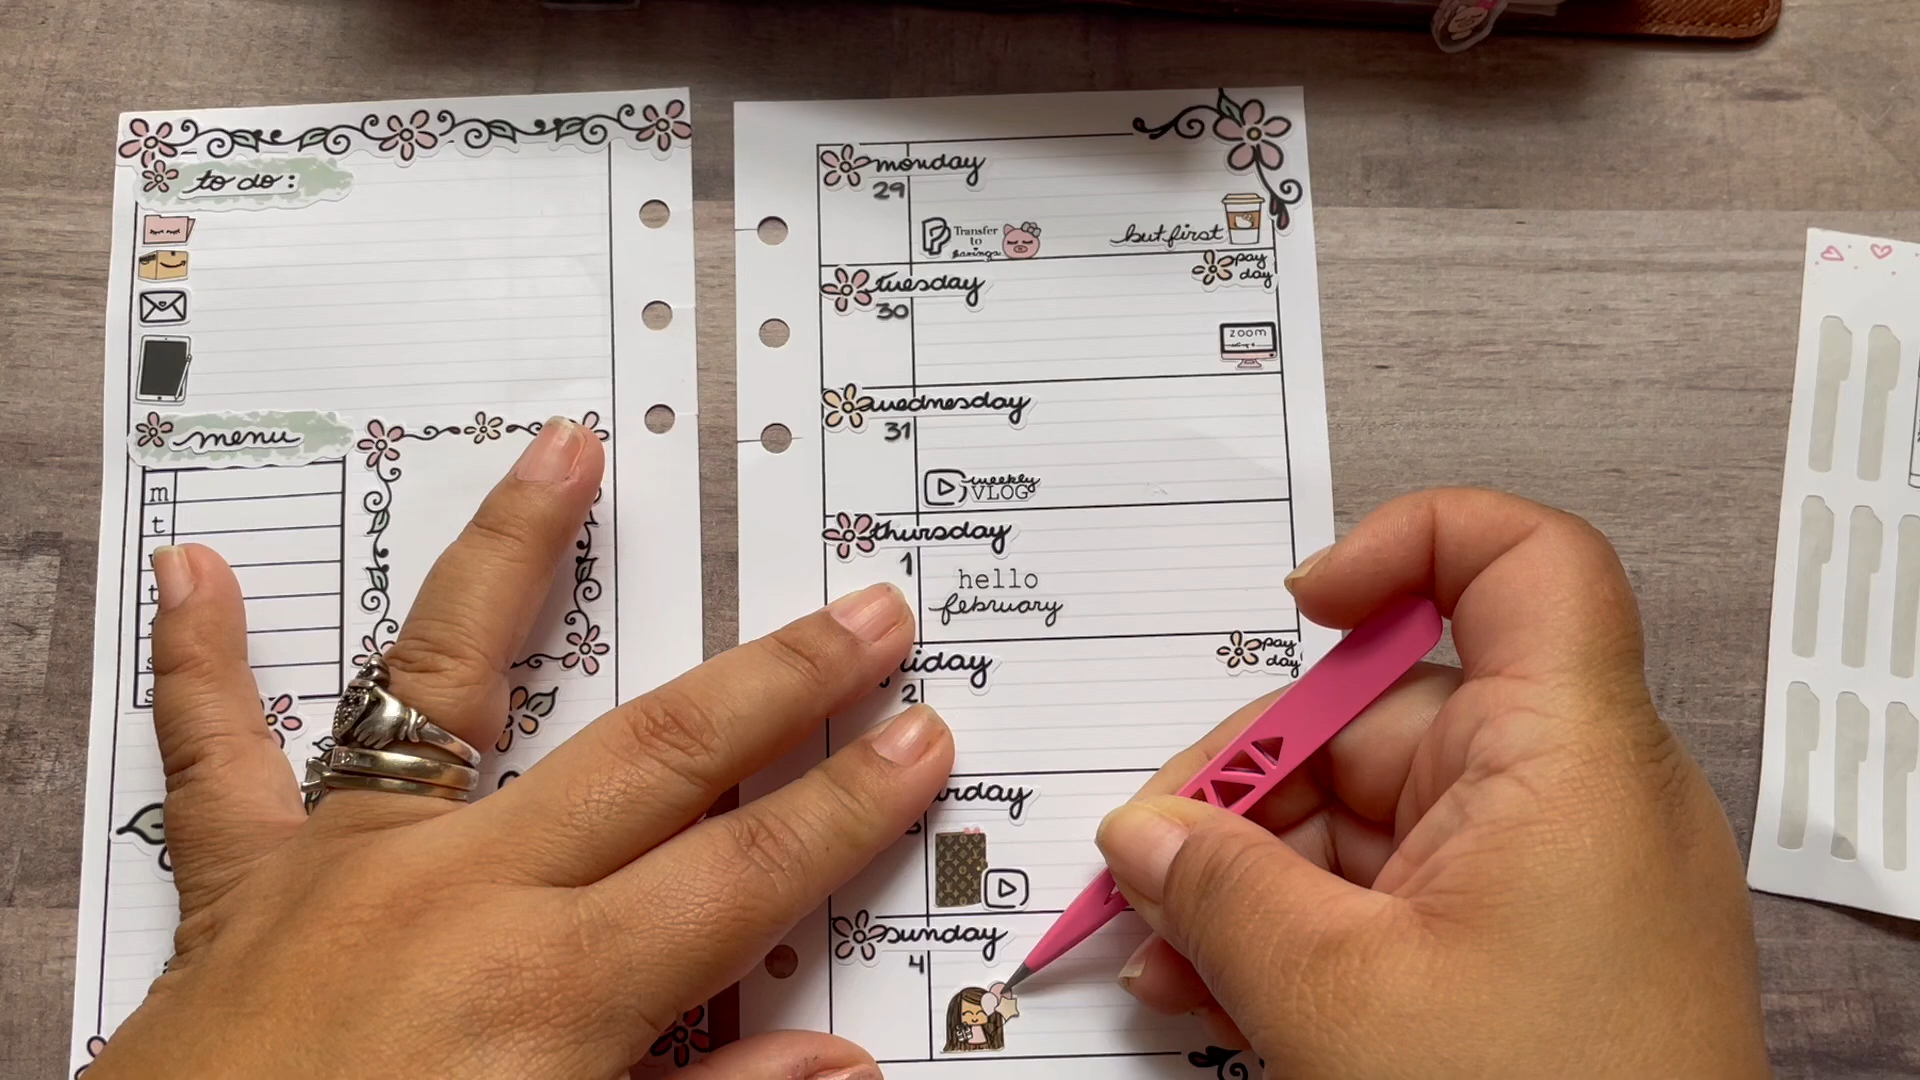 to do:
menu
m
t
monday
29
Transfer
to
savings
but first
tuesday
30
pay
day
zoom
wednesday
31
weekly
VLOG
thursday
1
hello
february
2
pay
day
sunday
4